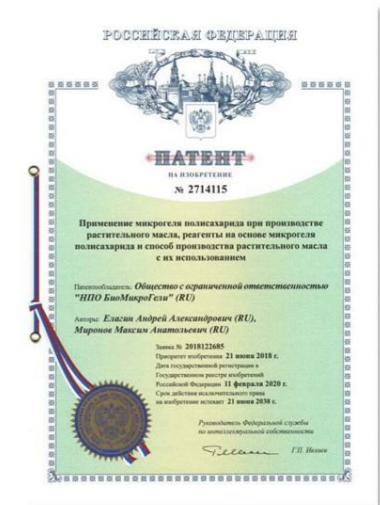 РОССИЙСКАЯ ФЕДЕРАЦИЯ
ПАТЕНТ
НА ИЗОБРЕТЕНИЕ
№ 2714115
Применение микрогеля полисахарида при производстве
растительного масла, реагенты на основе микрогеля
полисахарида и способ производства растительного масла
с их использованием
Патентообладатель: Общество с ограниченной ответственностью
"НПО БиоМикроГели" (RU)
Авторы: Елагин Андрей Александрович (RU),
Миронов Максим Анатольевич (RU)
Заявка № 2018122685
Приоритет изобретения 21 июня 2018 г.
Дата государственной регистрации в
Государственном реестре изобретений
Российской Федерации 11 февраля 2020 г.
Срок действия исключительного права
на изобретение истекает 21 июня 2038 г.
Руководитель Федеральной службы
по интеллектуальной собственности
Г.П. Ивлиев